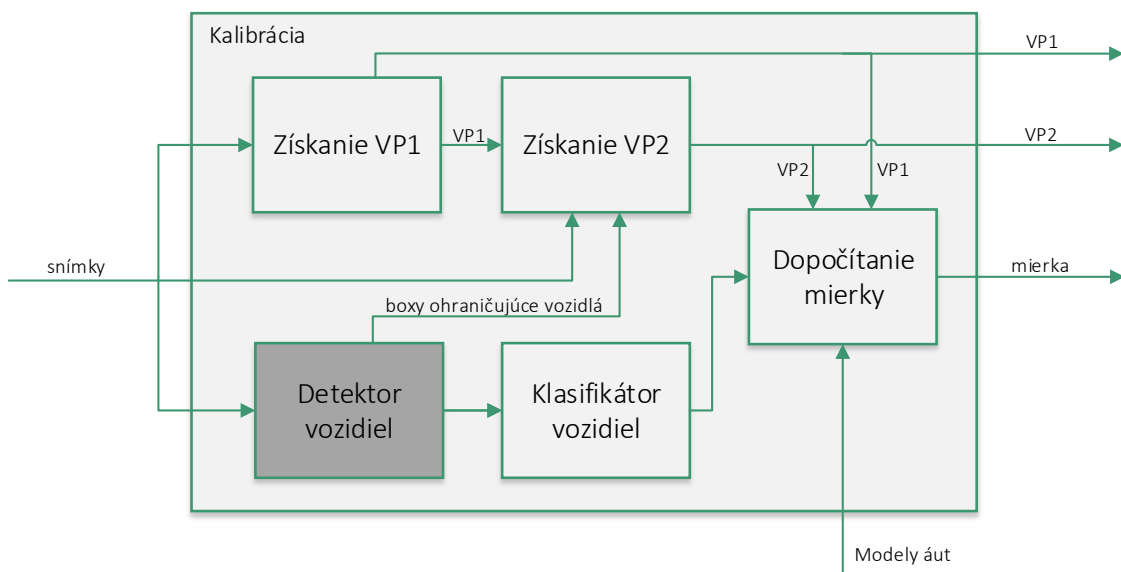 Kalibrácia
VP1
Získanie VP1
VP1
Získanie VP2
VP2
VP2
VP1
snímky
Dopočítanie
mierky
mierka
boxy ohraničujúce vozidlá
Detektor
vozidiel
Klasifikátor
vozidiel
Modely áut